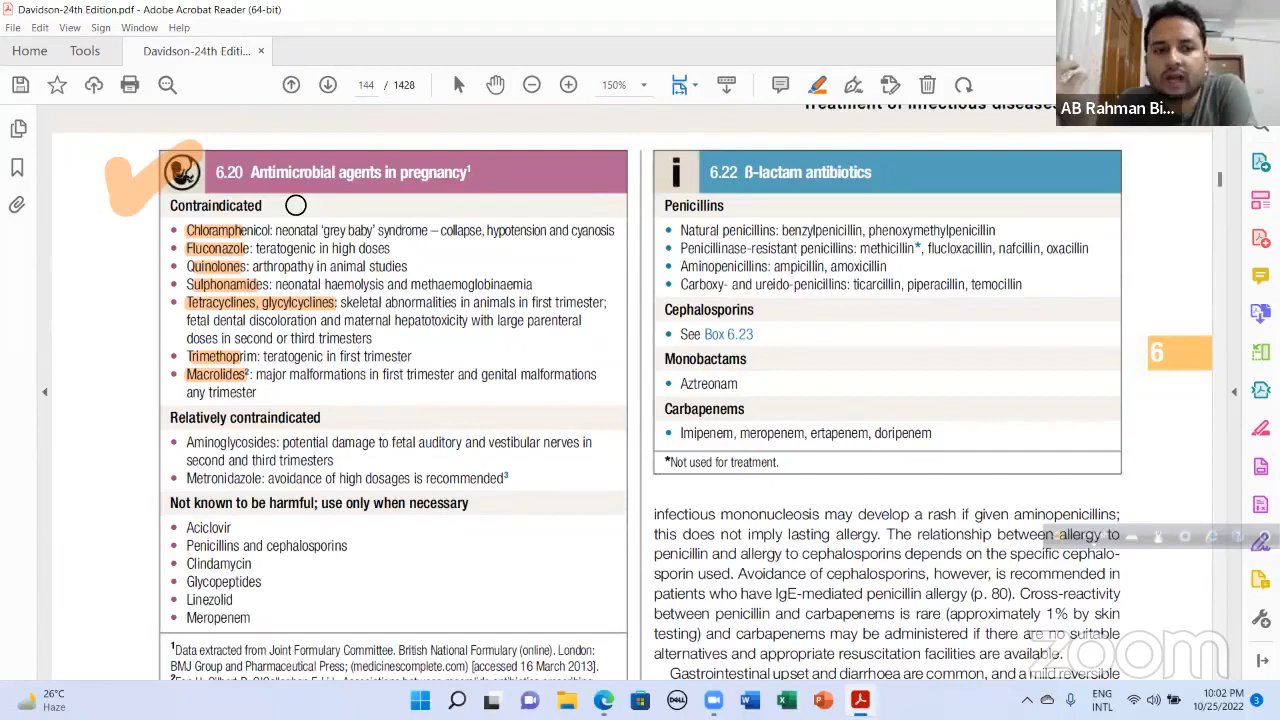 Davidson-24th Edition.pdf - Adobe Acrobat Reader (64-bit)
File Edit View Sign Window Help
Home Tools Davidson-24th Editi... ×
144 / 1428 150%
AB Rahman Bi...
Treatment of infectious diseases
6.20 Antimicrobial agents in pregnancy1
Contraindicated
• Chloramphenicol: neonatal ‘grey baby’ syndrome – collapse, hypotension and cyanosis
• Fluconazole: teratogenic in high doses
• Quinolones: arthropathy in animal studies
• Sulphonamides: neonatal haemolysis and methaemoglobinaemia
• Tetracyclines, glycylcyclines: skeletal abnormalities in animals in first trimester;
fetal dental discoloration and maternal hepatotoxicity with large parenteral
doses in second or third trimesters
• Trimethoprim: teratogenic in first trimester
• Macrolides2: major malformations in first trimester and genital malformations
any trimester
Relatively contraindicated
• Aminoglycosides: potential damage to fetal auditory and vestibular nerves in
second and third trimesters
• Metronidazole: avoidance of high dosages is recommended3
Not known to be harmful; use only when necessary
• Aciclovir
• Penicillins and cephalosporins
• Clindamycin
• Glycopeptides
• Linezolid
• Meropenem
1Data extracted from Joint Formulary Committee. British National Formulary (online). London:
BMJ Group and Pharmaceutical Press; (medicinescomplete.com) [accessed 16 March 2013].
i 6.22 ß-lactam antibiotics
Penicillins
• Natural penicillins: benzylpenicillin, phenoxymethylpenicillin
• Penicillinase-resistant penicillins: methicillin*, flucloxacillin, nafcillin, oxacillin
• Aminopenicillins: ampicillin, amoxicillin
• Carboxy- and ureido-penicillins: ticarcillin, piperacillin, temocillin
Cephalosporins
• See Box 6.23
Monobactams
• Aztreonam
Carbapenems
• Imipenem, meropenem, ertapenem, doripenem
*Not used for treatment.
6
infectious mononucleosis may develop a rash if given aminopenicillins;
this does not imply lasting allergy. The relationship between allergy to
penicillin and allergy to cephalosporins depends on the specific cephalo-
sporin used. Avoidance of cephalosporins, however, is recommended in
patients who have IgE-mediated penicillin allergy (p. 80). Cross-reactivity
between penicillin and carbapenems is rare (approximately 1% by skin
testing) and carbapenems may be administered if there are no suitable
alternatives and appropriate resuscitation facilities are available.
Gastrointestinal upset and diarrhoea are common, and a mild reversible
zoom
26°C
Haze
DELL
ENG
INTL
10:02 PM
10/25/2022
3